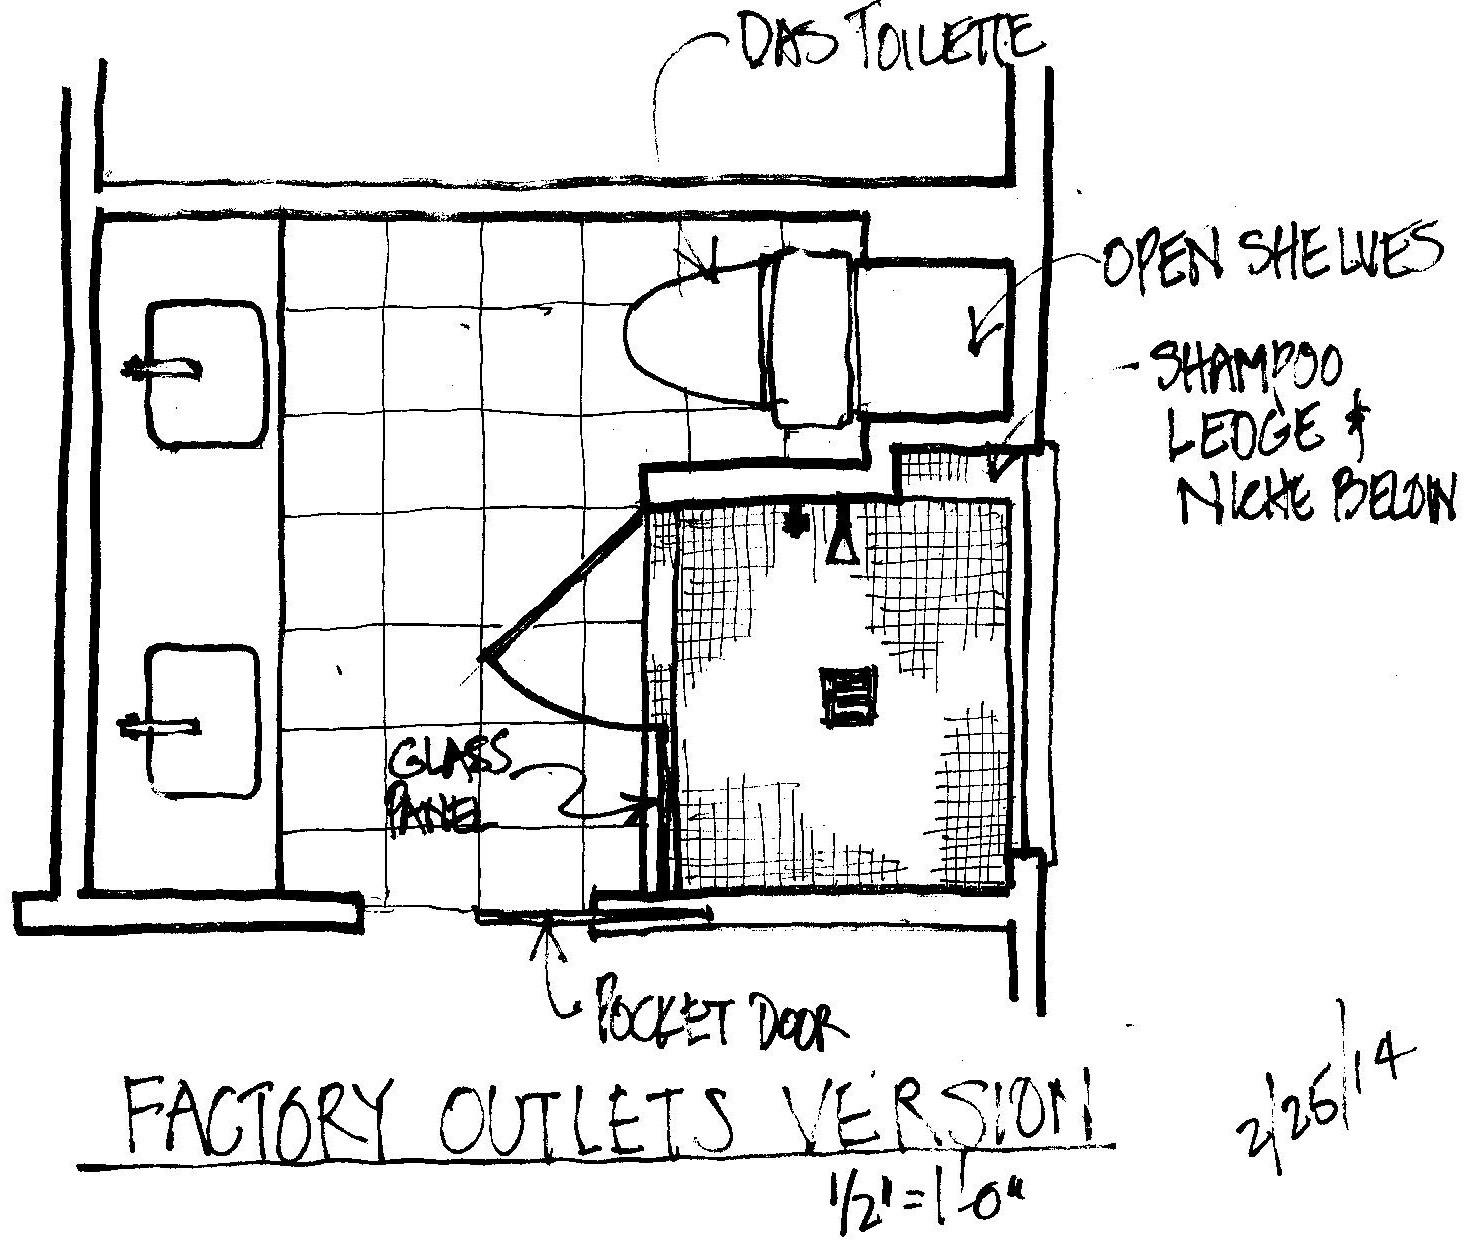 DAS TOILETTE
OPEN SHELVES
SHAMPOO
LEDGE &
NICHE BELOW
GLASS
PANEL
POCKET DOOR
FACTORY OUTLETS VERSION
1/2" = 1'-0"
2/25/14